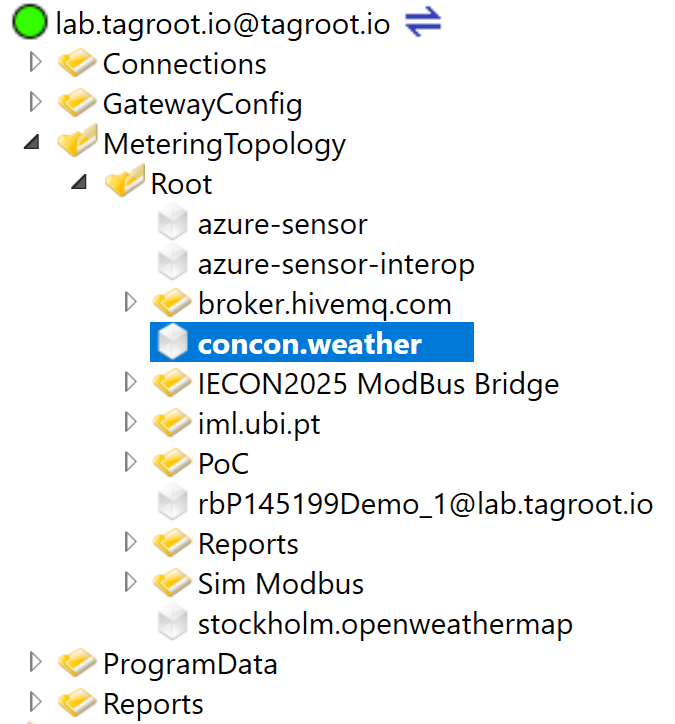 lab.tagroot.io@tagroot.io
Connections
GatewayConfig
MeteringTopology
Root
azure-sensor
azure-sensor-interop
broker.hivemq.com
concon.weather
IECON2025 ModBus Bridge
iml.ubi.pt
PoC
rbP145199Demo_1@lab.tagroot.io
Reports
Sim Modbus
stockholm.openweathermap
ProgramData
Reports